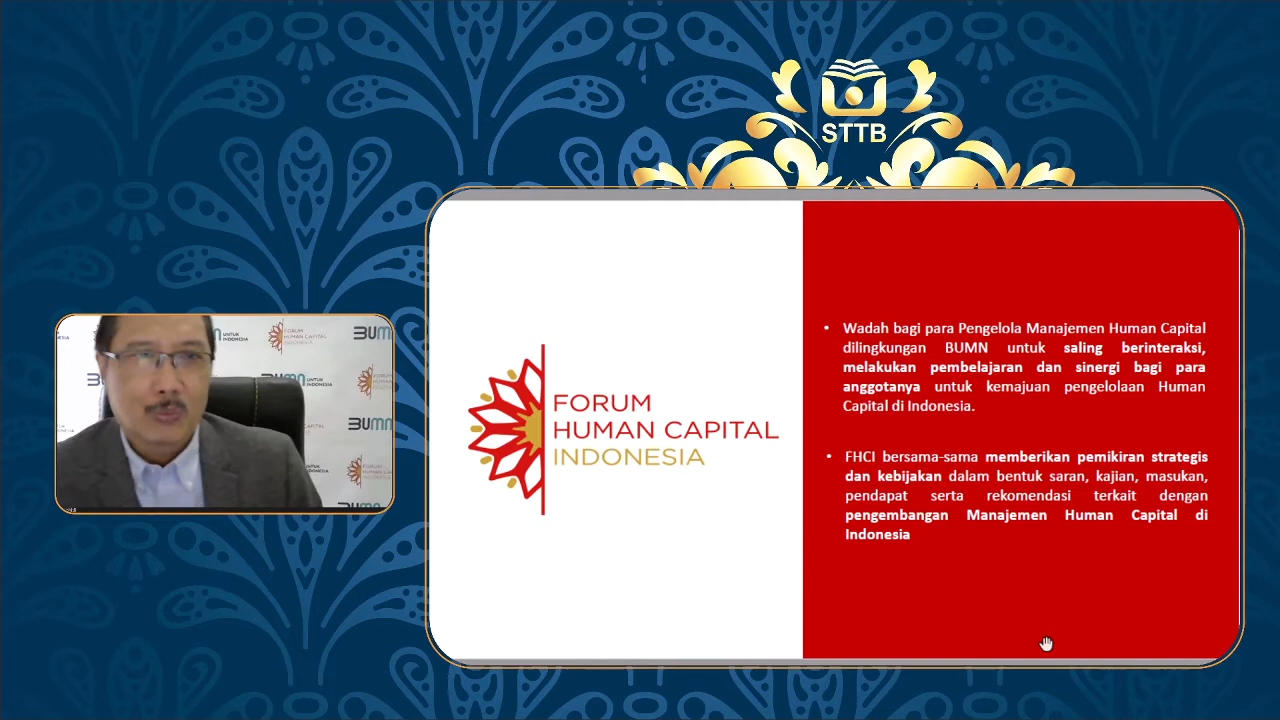 STTB
FORUM
HUMAN CAPITAL
INDONESIA
• Wadah bagi para Pengelola Manajemen Human Capital
dilingkungan BUMN untuk saling berinteraksi,
melakukan pembelajaran dan sinergi bagi para
anggotanya untuk kemajuan pengelolaan Human
Capital di Indonesia.
• FHCI bersama-sama memberikan pemikiran strategis
dan kebijakan dalam bentuk saran, kajian, masukan,
pendapat serta rekomendasi terkait dengan
pengembangan Manajemen Human Capital di
Indonesia
UNTUK
INDONESIA
FORUM
HUMAN CAPITAL
INDONESIA
BUM
UNTUK
INDONESIA
BUMN